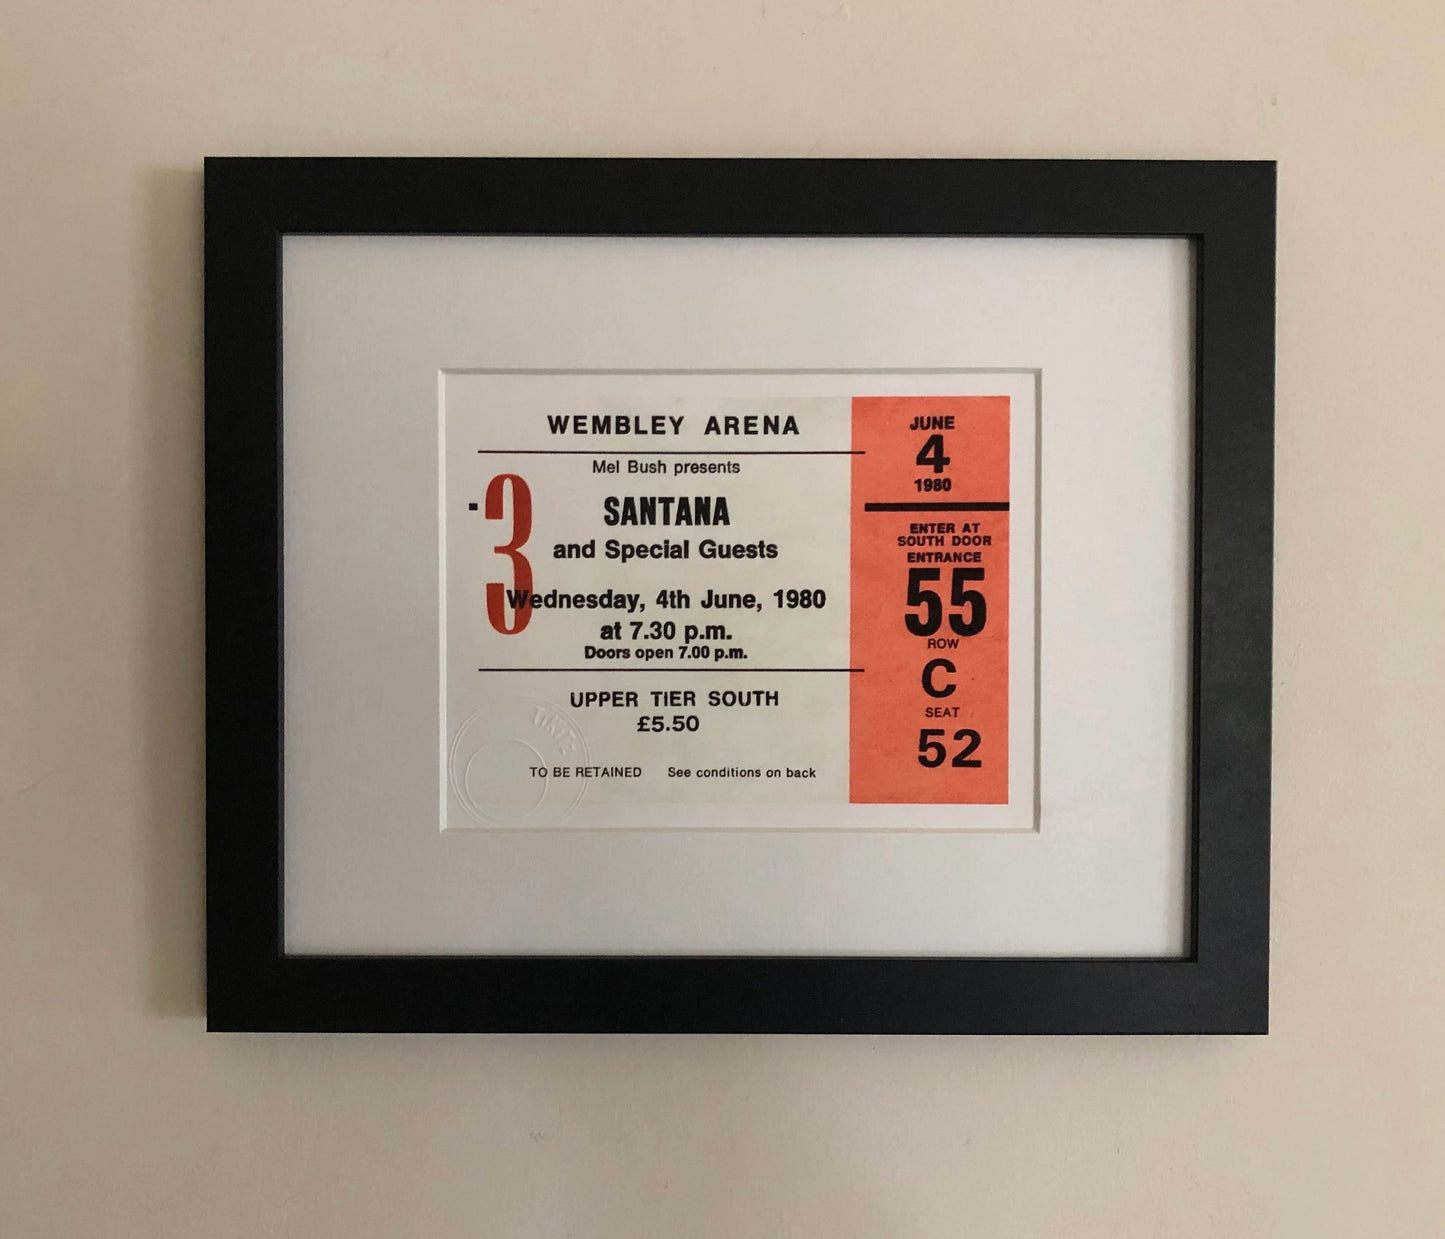 WEMBLEY ARENA
Mel Bush presents
-3
SANTANA
and Special Guests
Wednesday, 4th June, 1980
at 7.30 p.m.
Doors open 7.00 p.m.
UPPER TIER SOUTH
£5.50
TO BE RETAINED See conditions on back
TIKITZ
JUNE
4
1980
ENTER AT
SOUTH DOOR
ENTRANCE
55
ROW
C
SEAT
52